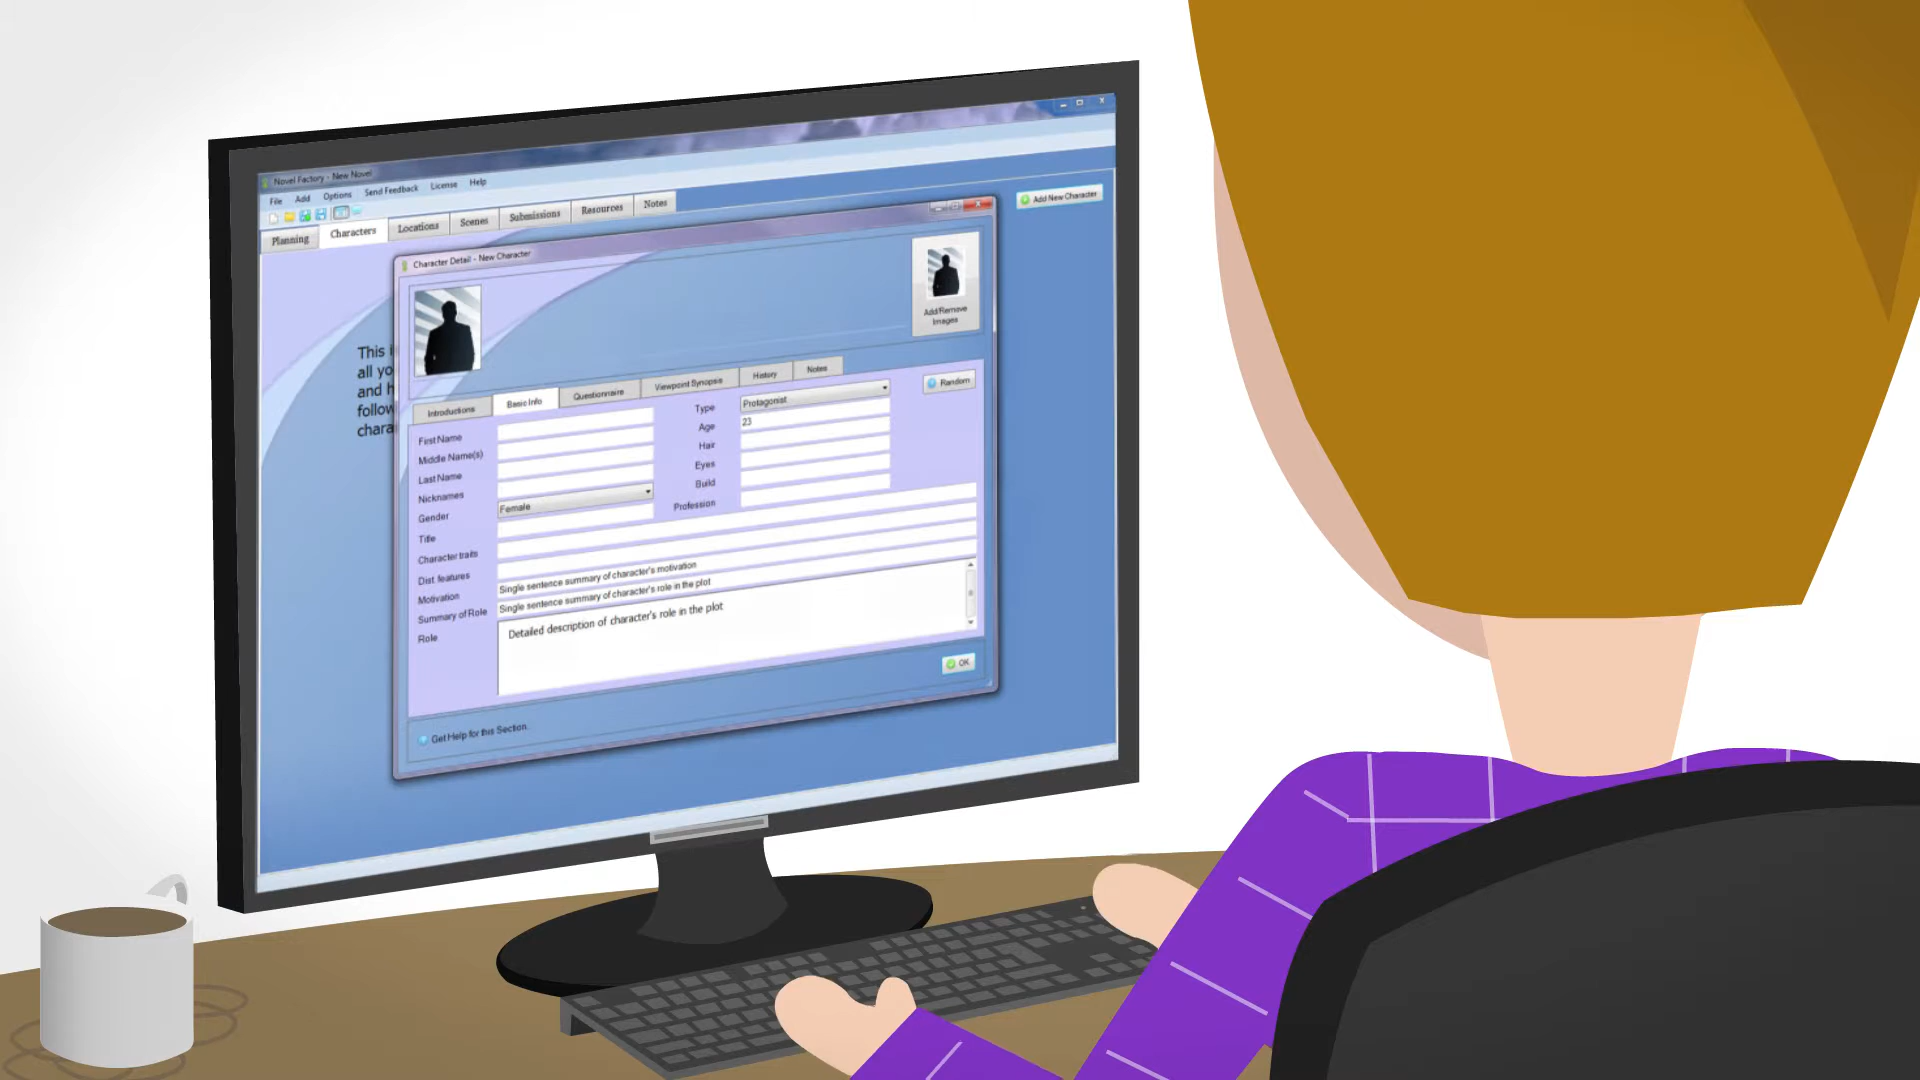 Novel Factory - New Novel
File Add Options Send Feedback License Help
Planning Characters Locations Scenes Submissions Resources Notes
Add New Character
Character Detail - New Character
Add/Remove
Images
This i
all yo
and h
follow
chara
Introductions Basic Info Questionnaire Viewpoint Synopsis History Notes
Random
First Name
Middle Name(s)
Last Name
Nicknames
Gender Female
Title
Character traits
Dist. features
Motivation Single sentence summary of character's motivation
Summary of Role Single sentence summary of character's role in the plot
Role Detailed description of character's role in the plot
Type Protagonist
Age 23
Hair
Eyes
Build
Profession
OK
Get Help for this Section.